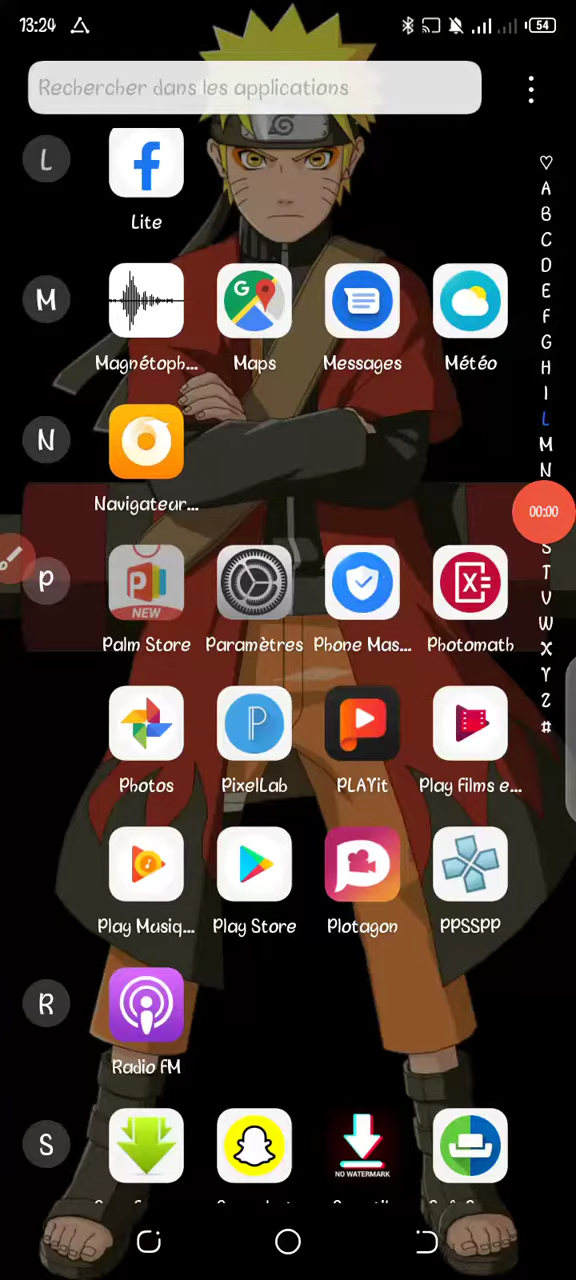 13:24
54
Rechercher dans les applications
L
Lite
M
Magnétoph... Maps Messages Météo
N
Navigateur...
P
NEW
Palm Store Paramètres Phone Mas... Photomath
Photos PixelLab PLAYit Play Films e...
Play Musiq... Play Store Plotagon PPSSPP
R
Radio FM
S
NO WATERMARK
A
B
C
D
E
F
G
H
I
L
M
N
00:00
S
T
V
W
X
Y
Z
#